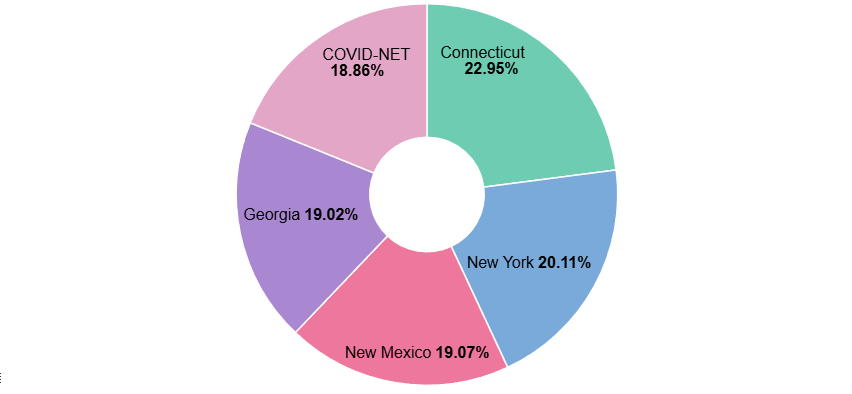 COVID-NET
18.86%
Connecticut
22.95%
Georgia 19.02%
New York 20.11%
New Mexico 19.07%